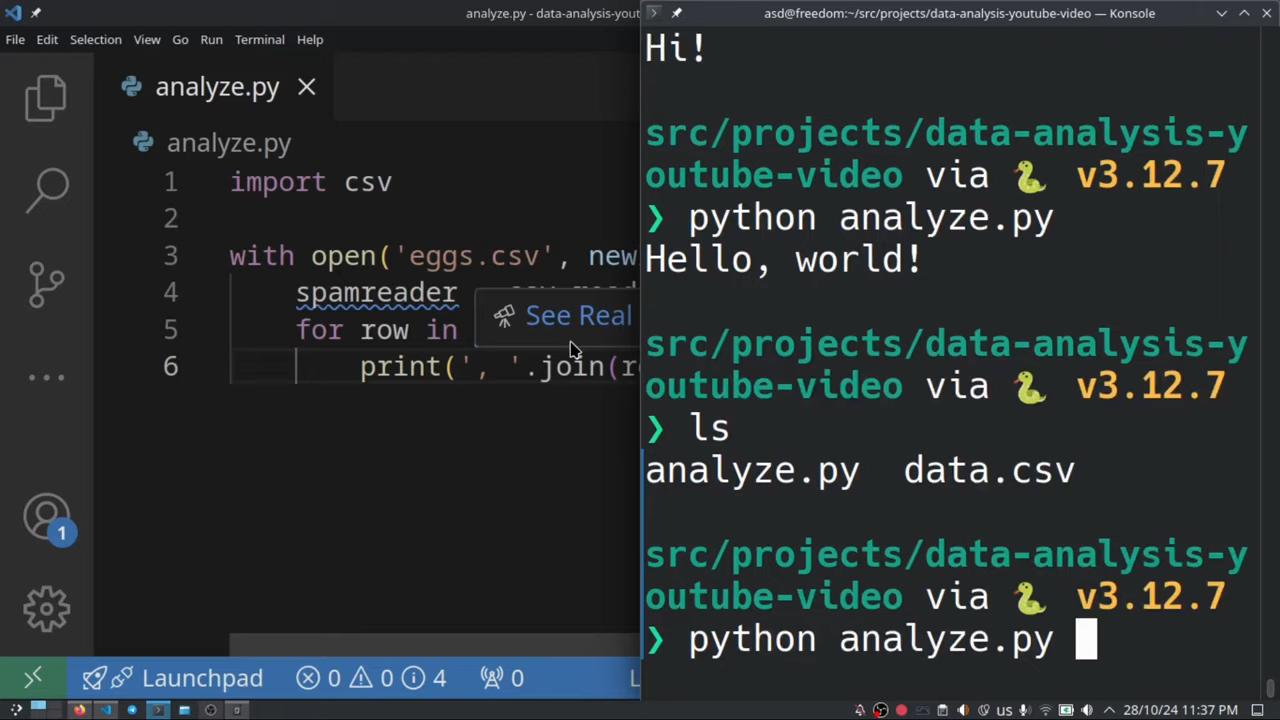 analyze.py - data-analysis-yout
File Edit Selection View Go Run Terminal Help
analyze.py
analyze.py
1 import csv
2
3 with open('eggs.csv', new
4 spamreader
5 for row in
See Real
6 print(', '.join(
1
Launchpad 0 0 4 0
asd@freedom:~/src/projects/data-analysis-youtube-video — Konsole
Hi!
src/projects/data-analysis-y
outube-video via v3.12.7
❯ python analyze.py
Hello, world!
src/projects/data-analysis-y
outube-video via v3.12.7
❯ ls
analyze.py data.csv
src/projects/data-analysis-y
outube-video via v3.12.7
❯ python analyze.py
us 28/10/24 11:37 PM